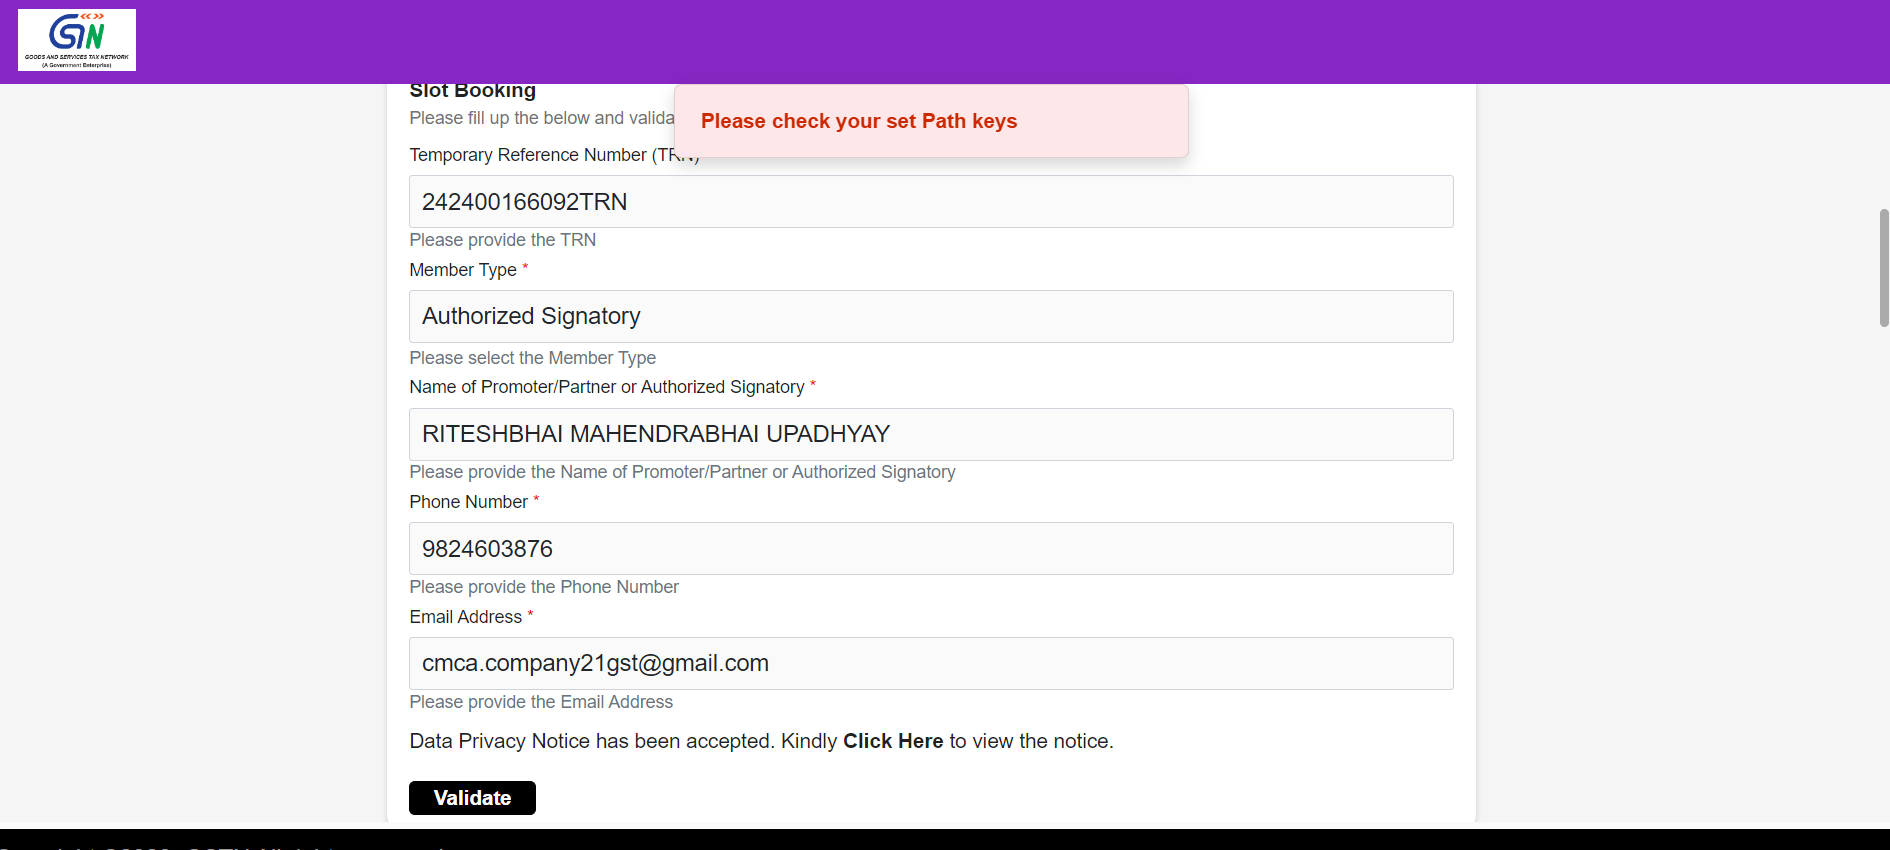 GSTN
GOODS AND SERVICES TAX NETWORK
(A Government Enterprise)
Slot Booking
Please fill up the below and valida
Please check your set Path keys
Temporary Reference Number (TRN)
242400166092TRN
Please provide the TRN
Member Type *
Authorized Signatory
Please select the Member Type
Name of Promoter/Partner or Authorized Signatory *
RITESHBHAI MAHENDRABHAI UPADHYAY
Please provide the Name of Promoter/Partner or Authorized Signatory
Phone Number *
9824603876
Please provide the Phone Number
Email Address *
cmca.company21gst@gmail.com
Please provide the Email Address
Data Privacy Notice has been accepted. Kindly Click Here to view the notice.
Validate